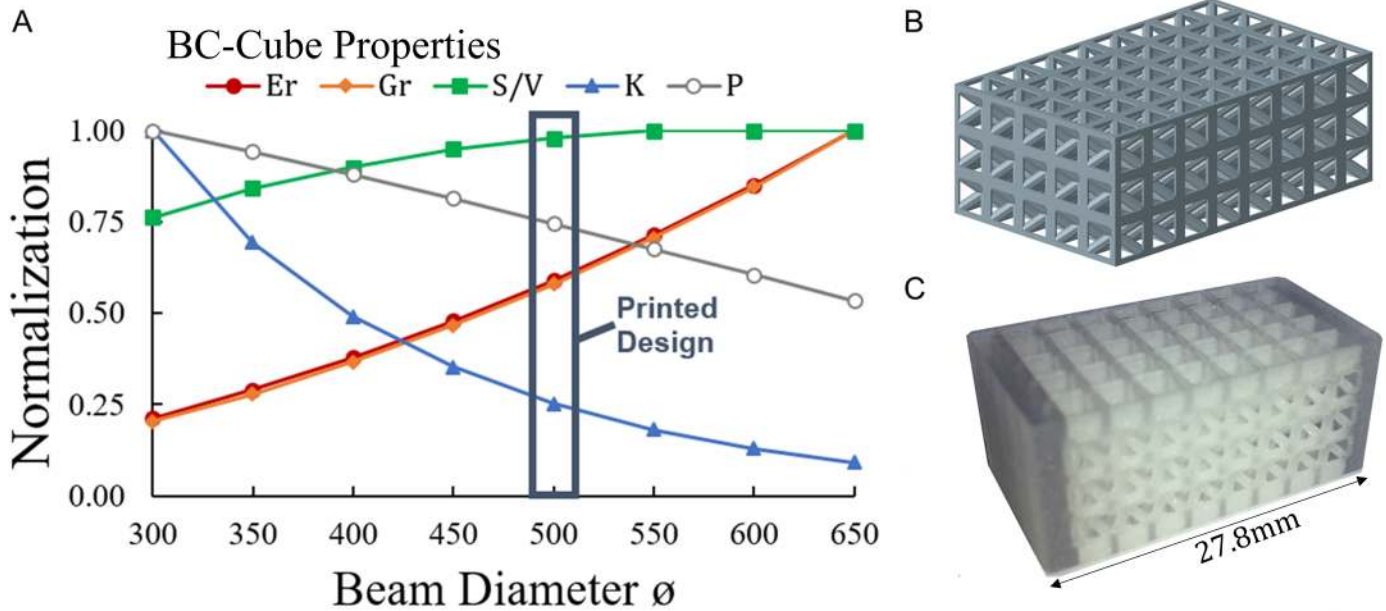 A
BC-Cube Properties
Er Gr S/V K P
1.00
0.75
0.50
0.25
0.00
Normalization
Printed
Design
300 350 400 450 500 550 600 650
Beam Diameter ø
B
C
27.8mm